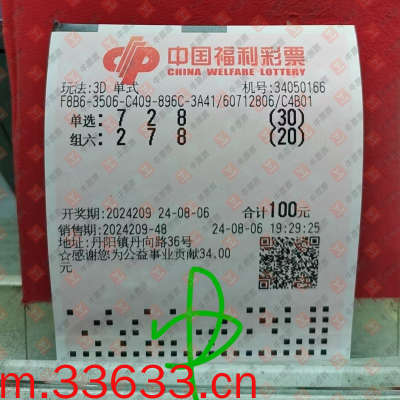 中国福利彩票
CHINA WELFARE LOTTERY
玩法:3D 单式 机号:34050166
F8B6-3506-C409-896C-3A41/60712806/C4B01
单选: 7 2 8 (30)
组六: 2 7 8 (20)
开奖期:2024209 24-08-06 合计100元
销售期:2024209-48 24-08-06 19:29:25
地址:丹阳镇丹向路36号
☆感谢您为公益事业贡献34.00
元
中
m.33633.cn